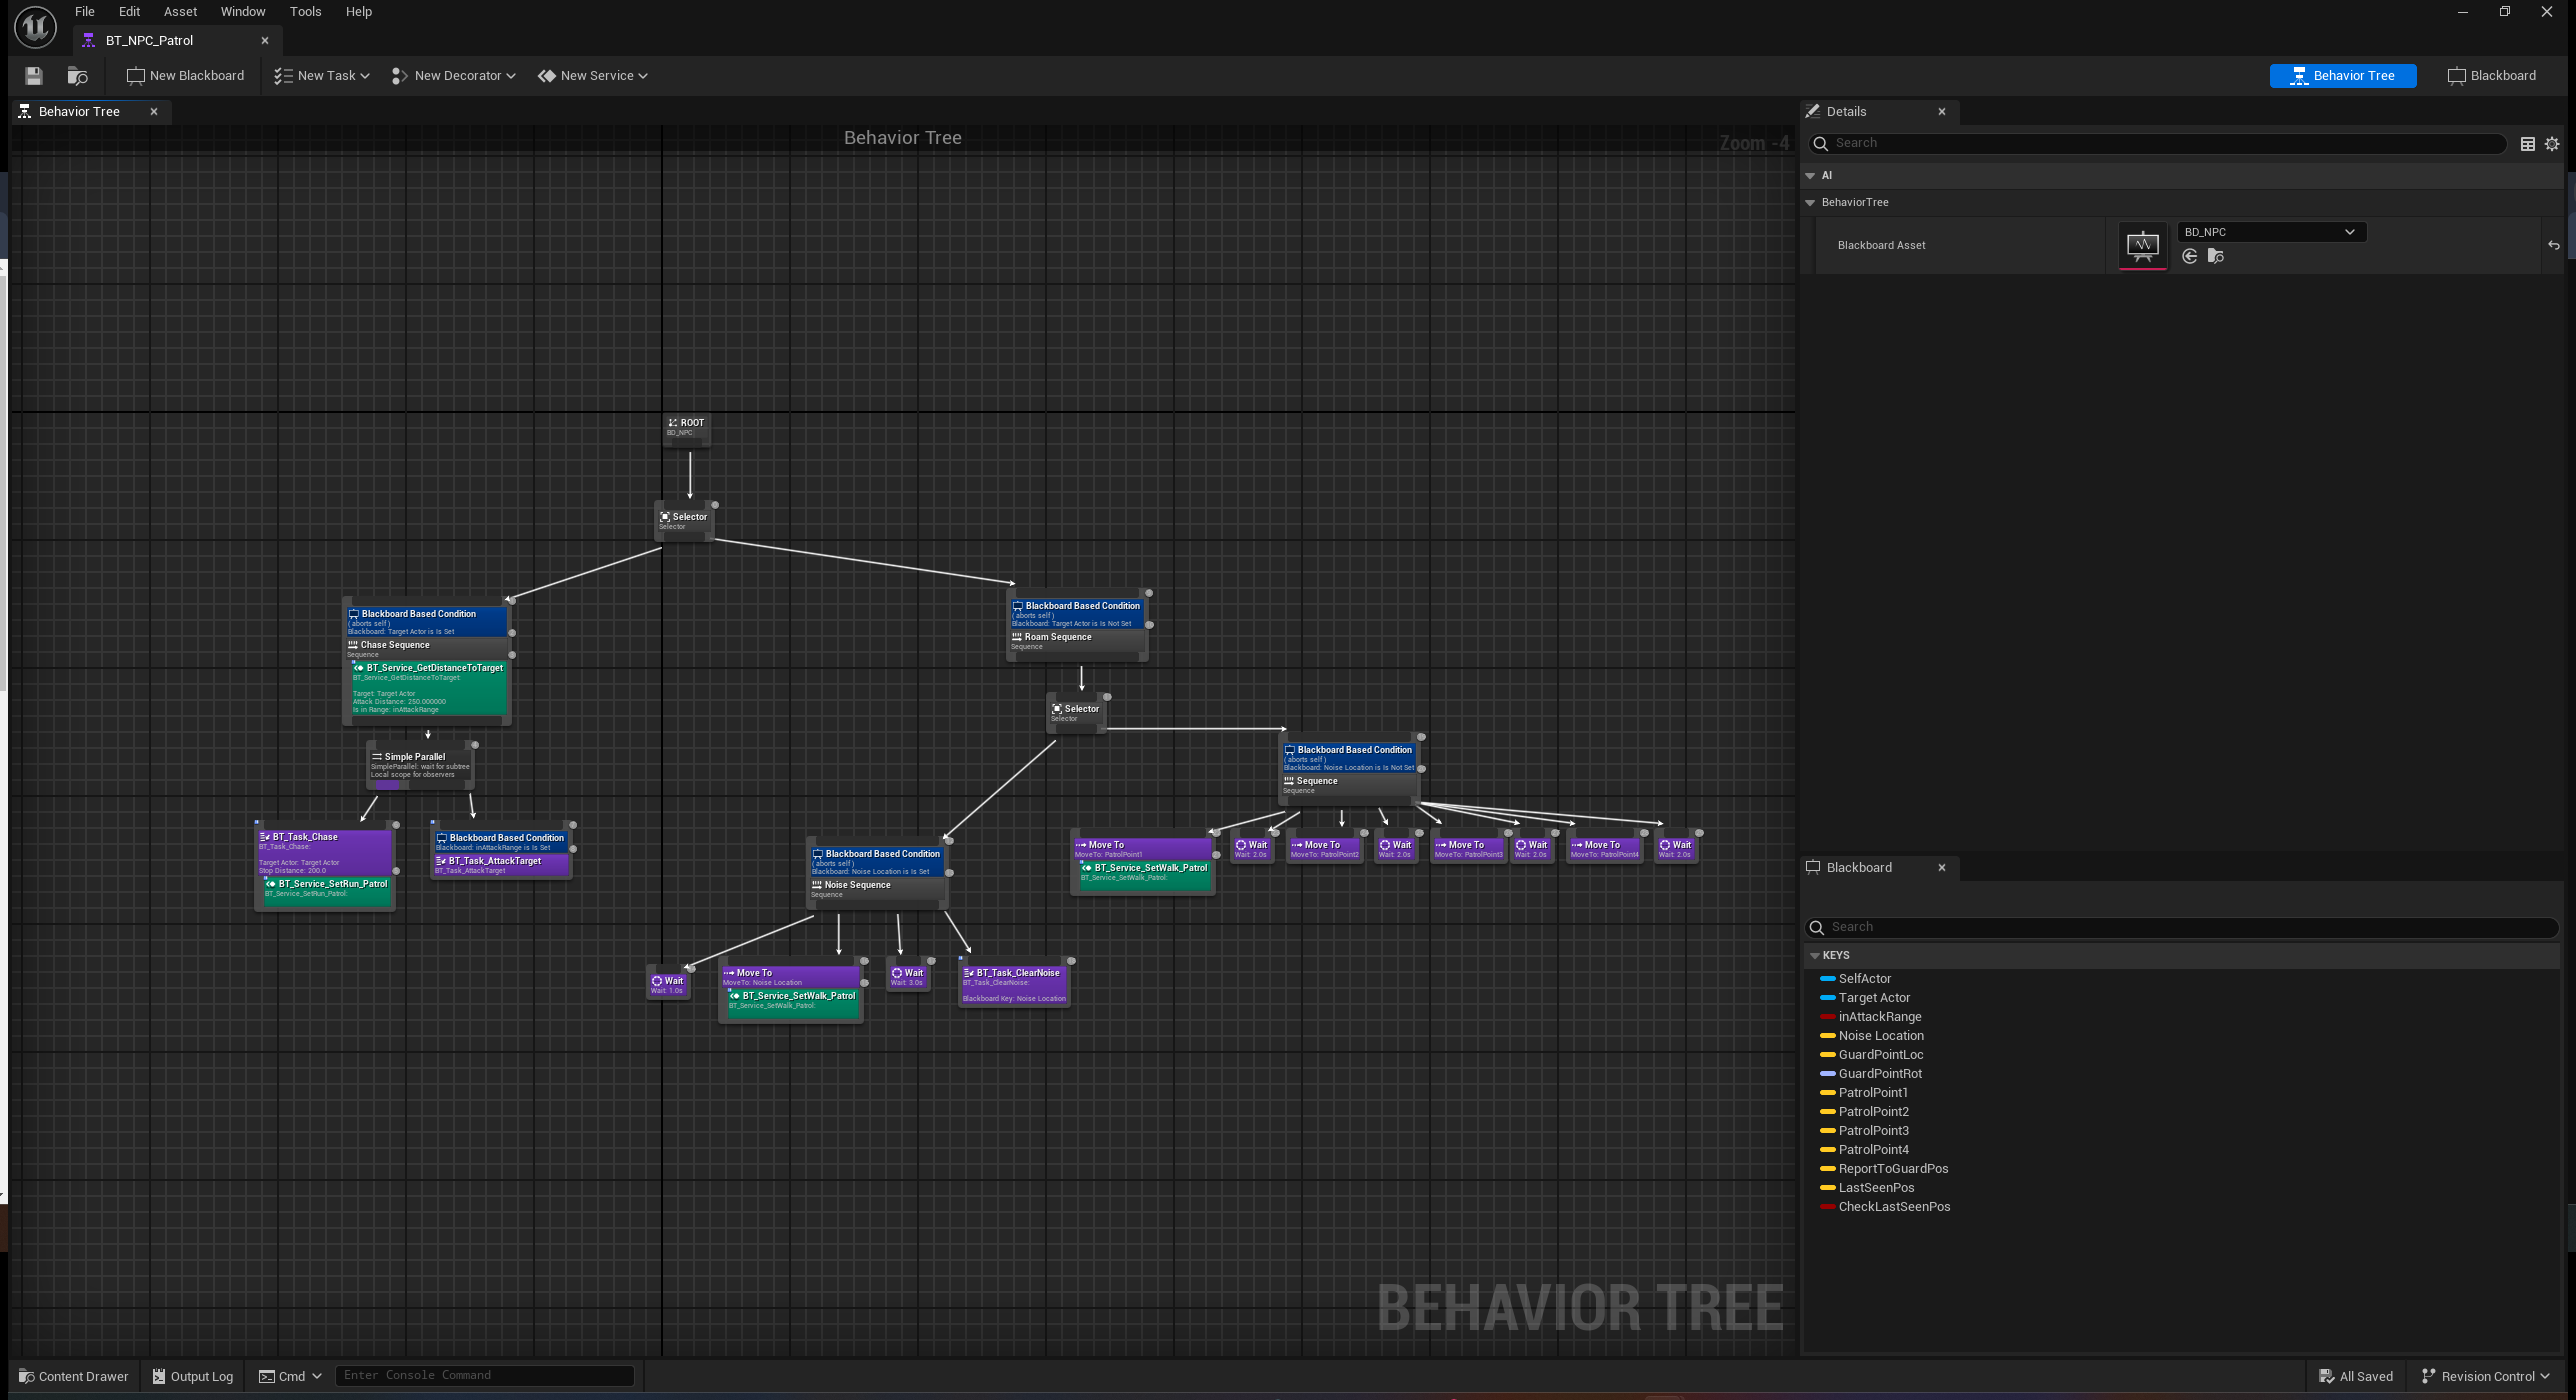 File Edit Asset Window Tools Help
BT_NPC_Patrol
New Blackboard New Task New Decorator New Service Behavior Tree Blackboard
Behavior Tree
Behavior Tree
Zoom -4
ROOT
BD_NPC
Selector
Selector
Blackboard Based Condition
( aborts self )
Blackboard: Target Actor is Is Set
Chase Sequence
Sequence
BT_Service_GetDistanceToTarget
BT_Service_GetDistanceToTarget:
Target: Target Actor
Attack Distance: 250.000000
Is in Range: inAttackRange
Simple Parallel
SimpleParallel: wait for subtree
Local scope for observers
BT_Task_Chase
BT_Task_Chase:
Target Actor: Target Actor
Stop Distance: 200.0
BT_Service_SetRun_Patrol
BT_Service_SetRun_Patrol:
Blackboard Based Condition
Blackboard: inAttackRange is Is Set
BT_Task_AttackTarget
BT_Task_AttackTarget
Blackboard Based Condition
( aborts self )
Blackboard: Target Actor is Is Not Set
Roam Sequence
Sequence
Selector
Selector
Blackboard Based Condition
( aborts self )
Blackboard: Noise Location is Is Set
Noise Sequence
Sequence
Wait
Wait: 1.0s
Move To
MoveTo: Noise Location
BT_Service_SetWalk_Patrol
BT_Service_SetWalk_Patrol:
Wait
Wait: 3.0s
BT_Task_ClearNoise
BT_Task_ClearNoise:
Blackboard Key: Noise Location
Blackboard Based Condition
( aborts self )
Blackboard: Noise Location is Is Not Set
Sequence
Sequence
Move To
MoveTo: PatrolPoint1
BT_Service_SetWalk_Patrol
BT_Service_SetWalk_Patrol:
Wait
Wait: 2.0s
Move To
MoveTo: PatrolPoint2
Wait
Wait: 2.0s
Move To
MoveTo: PatrolPoint3
Wait
Wait: 2.0s
Move To
MoveTo: PatrolPoint4
Wait
Wait: 2.0s
BEHAVIOR TREE
Details
Search
AI
BehaviorTree
Blackboard Asset
BD_NPC
Blackboard
Search
KEYS
SelfActor
Target Actor
inAttackRange
Noise Location
GuardPointLoc
GuardPointRot
PatrolPoint1
PatrolPoint2
PatrolPoint3
PatrolPoint4
ReportToGuardPos
LastSeenPos
CheckLastSeenPos
Content Drawer Output Log Cmd Enter Console Command All Saved Revision Control